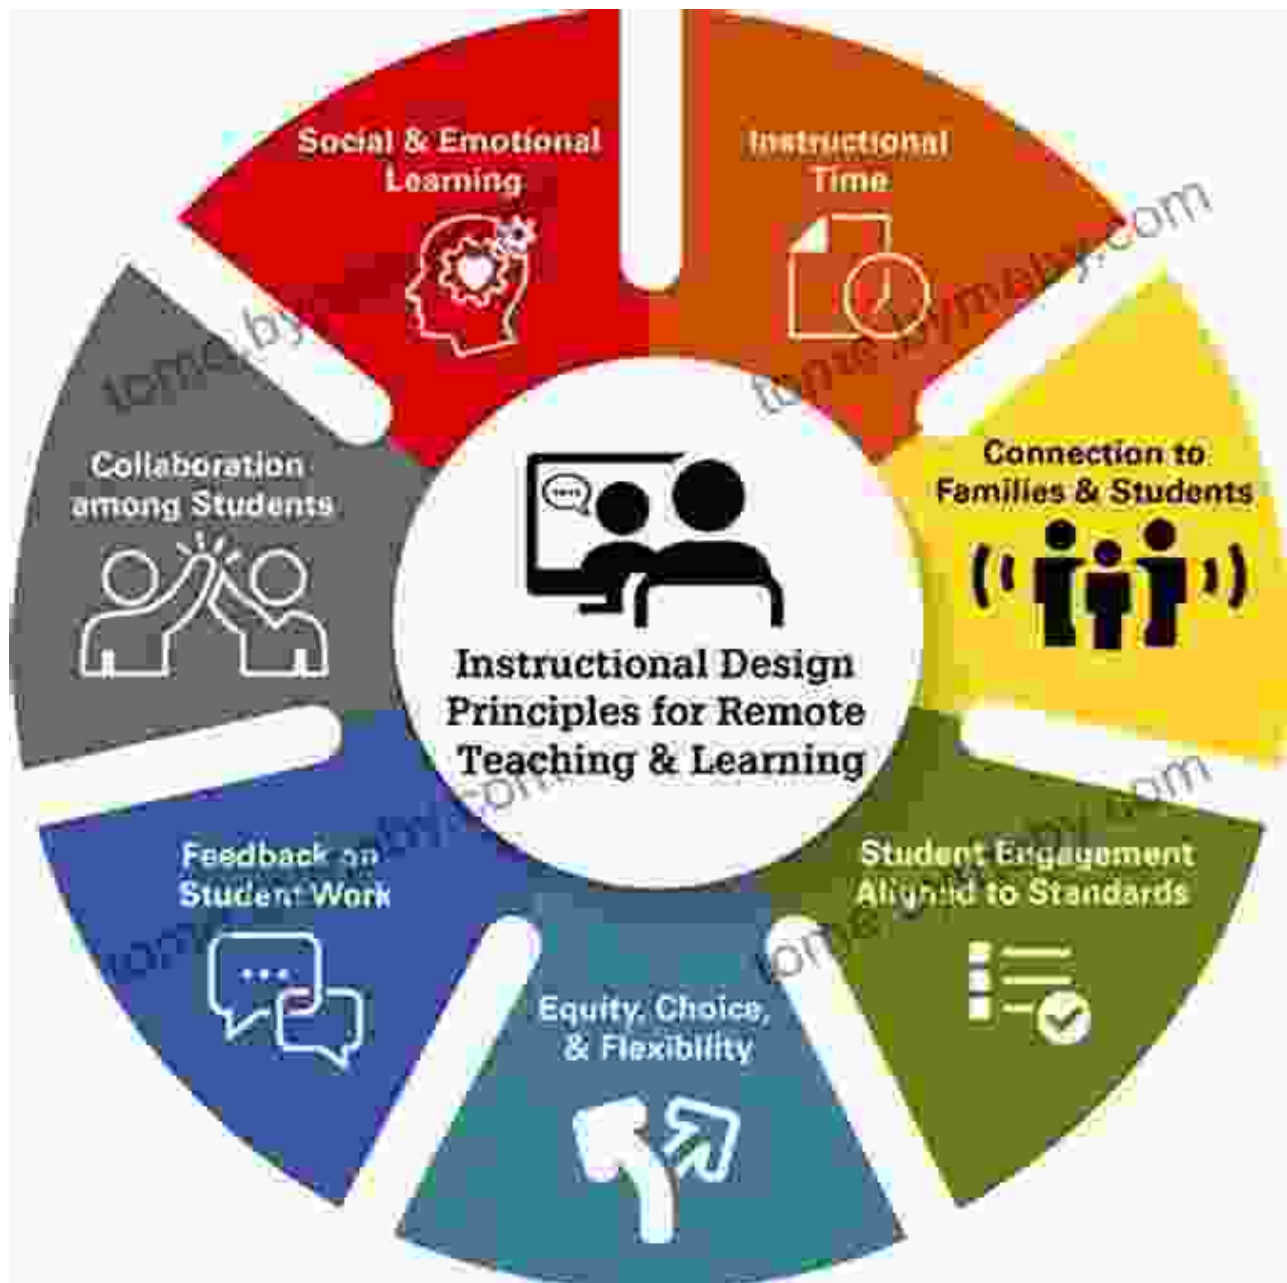 Social & Emotional
Learning
Instructional
Time
Connection to
Families & Students
Collaboration
among Students
Instructional Design
Principles for Remote
Teaching & Learning
Feedback on
Student Work
Student Engagement
Aligned to Standards
Equity, Choice,
& Flexibility